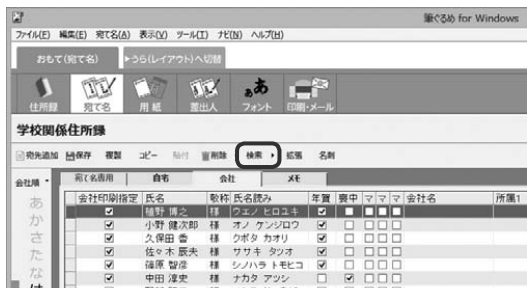 筆ぐるめ for Windows
ファイル(F) 編集(E) 宛て名(A) 表示(V) ツール(T) ナビ(N) ヘルプ(H)
おもて(宛て名) ▶うら(レイアウト)へ切替
住所録 宛て名 用紙 差出人 フォント 印刷・メール
学校関係住所録
宛先追加 保存 複製 コピー 貼付 削除 検索 拡張 名刺
会社順 宛て名専用 自宅 会社 メモ
会社印刷指定 氏名 敬称 氏名読み 年賀 喪中 マ マ マ 会社名 所属1
あ 植野 博之 様 ウエノ ヒロユキ
か 小野 健次郎 様 オノ ケンジロウ
さ 久保田 香 様 クボタ カオリ
た 佐々木 辰夫 様 ササキ タツオ
な 篠原 智彦 様 シノハラ トモヒコ
は 中田 淳史 様 ナカタ アツシ